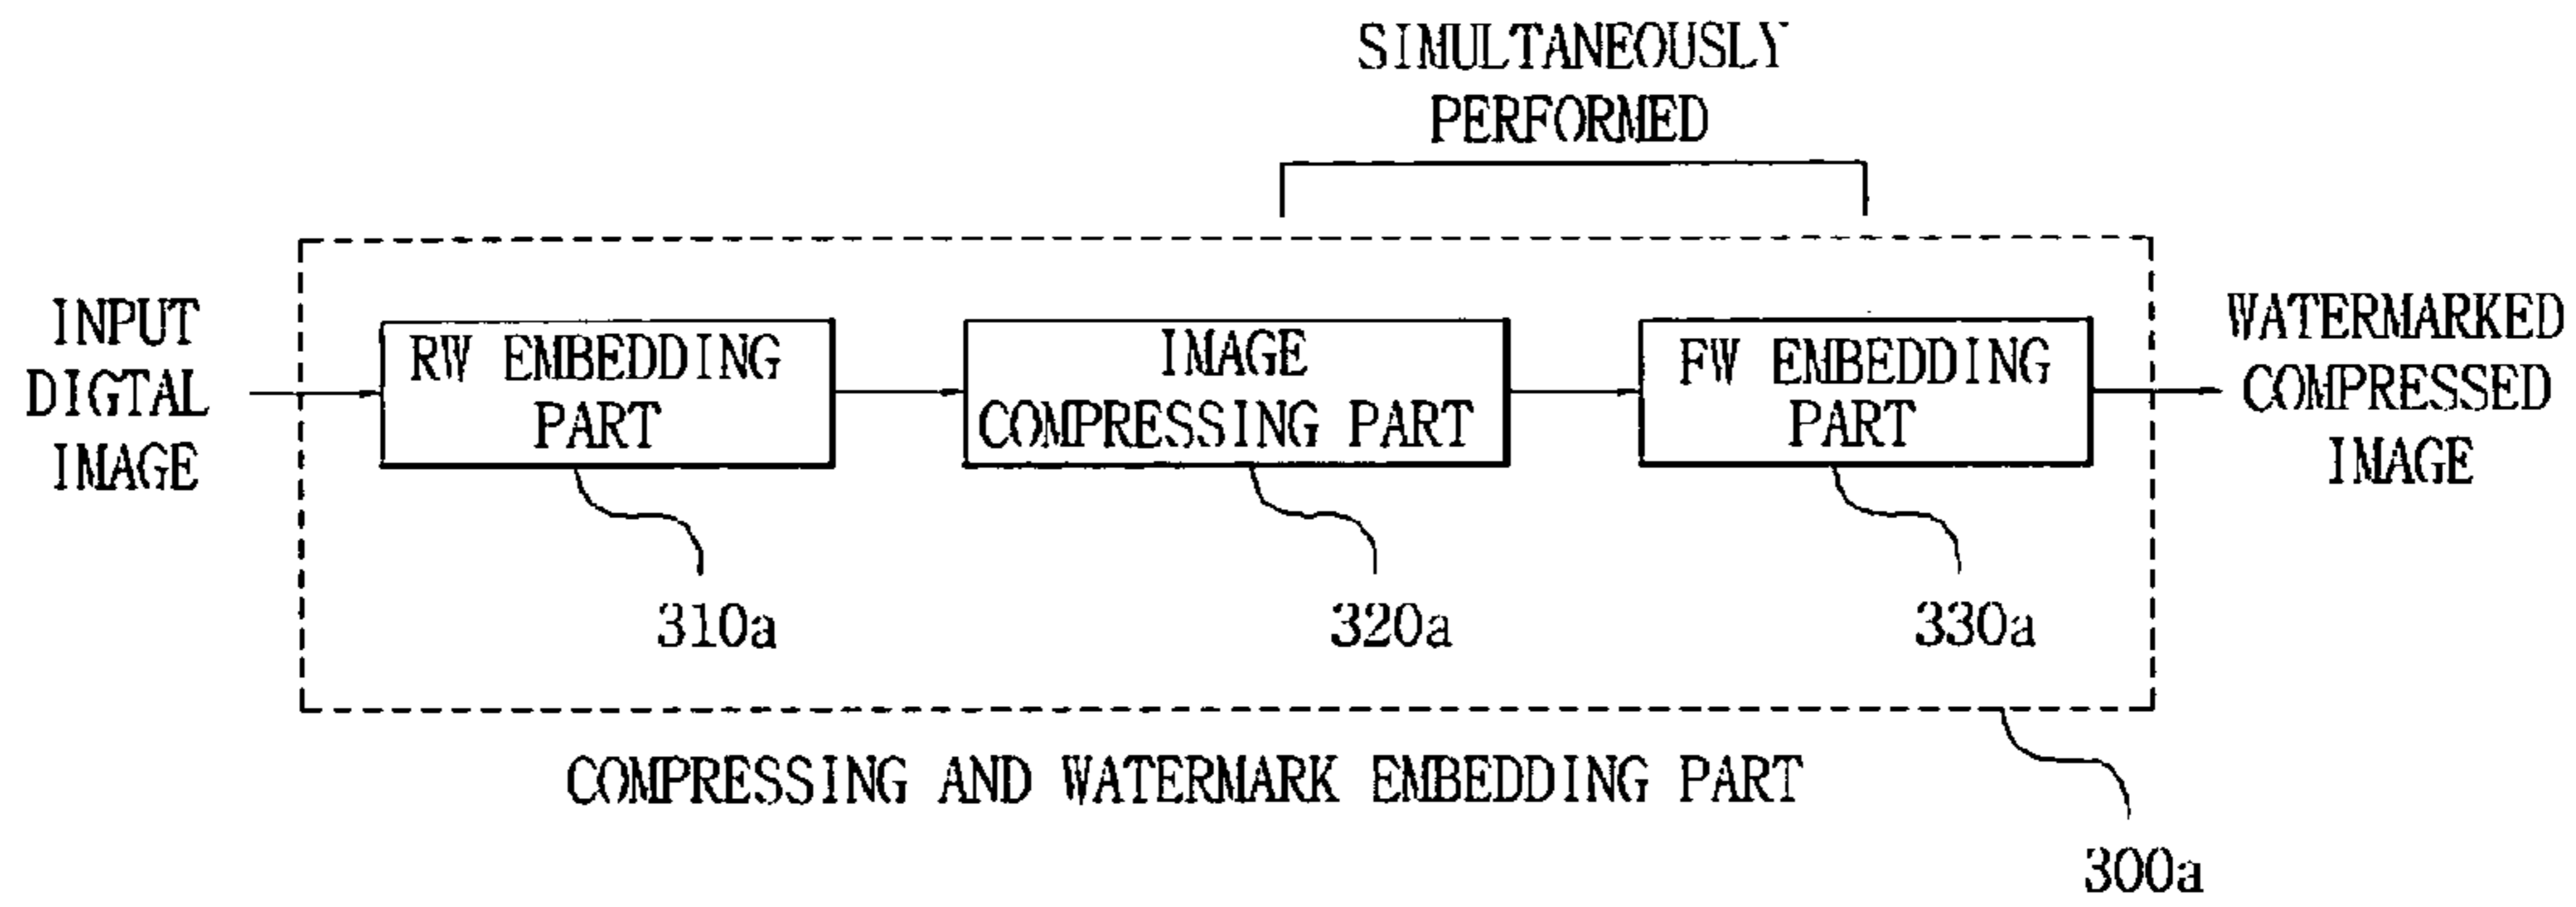 SIMULTANEOUSLY
PERFORMED
INPUT
DIGTAL
IMAGE
RW EMBEDDING
PART
IMAGE
COMPRESSING PART
FW EMBEDDING
PART
WATERMARKED
COMPRESSED
IMAGE
310a
320a
330a
COMPRESSING AND WATERMARK EMBEDDING PART
300a